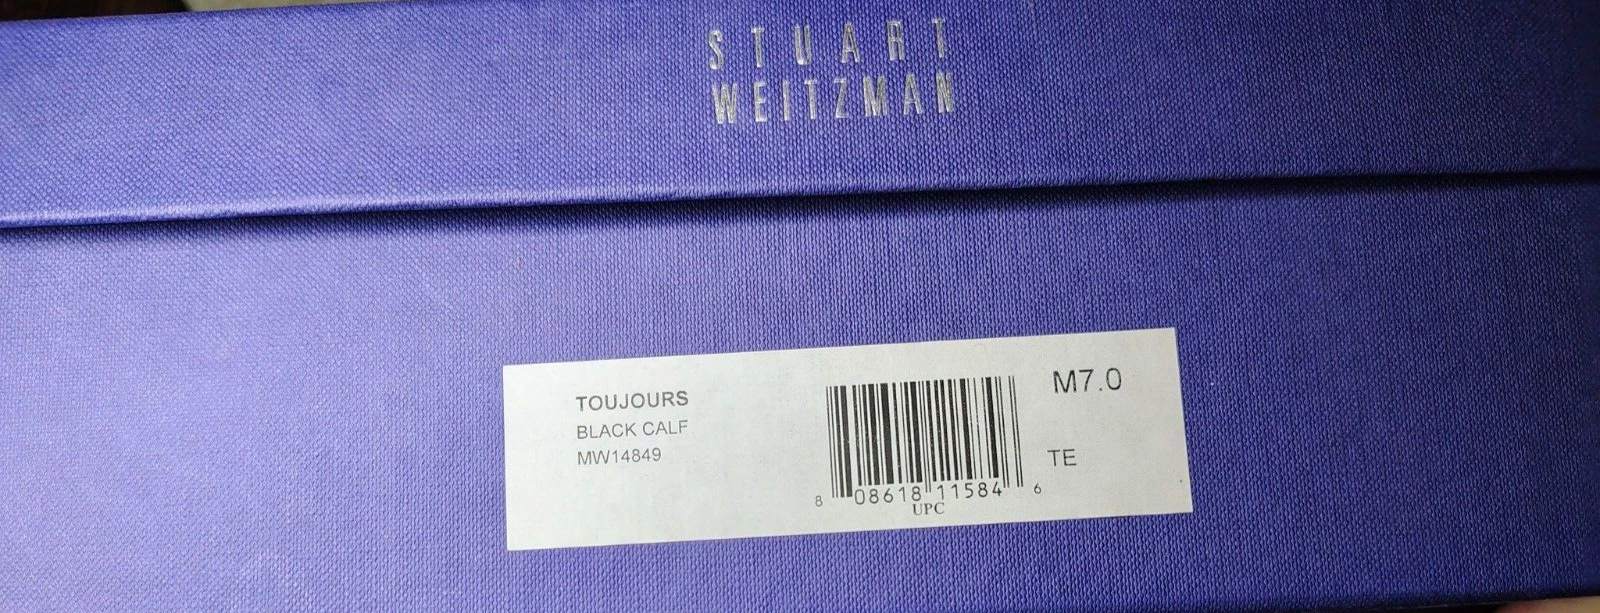 STUART
WEITZMAN
TOUJOURS
BLACK CALF
MW14849
8 08618 11584 6
UPC
M7.0
TE